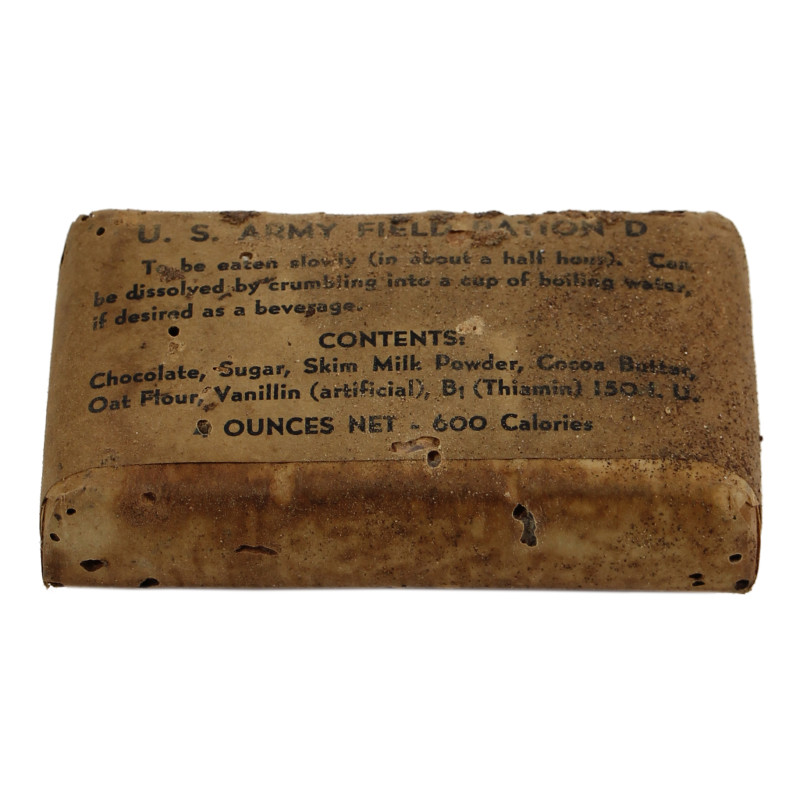 U. S. ARMY FIELD RATION D
To be eaten slowly (in about a half hour). Can
be dissolved by crumbling into a cup of boiling water,
if desired as a beverage.
CONTENTS:
Chocolate, Sugar, Skim Milk Powder, Cocoa Butter,
Oat Flour, Vanillin (artificial), B1 (Thiamin) 150 I. U.
4 OUNCES NET - 600 Calories